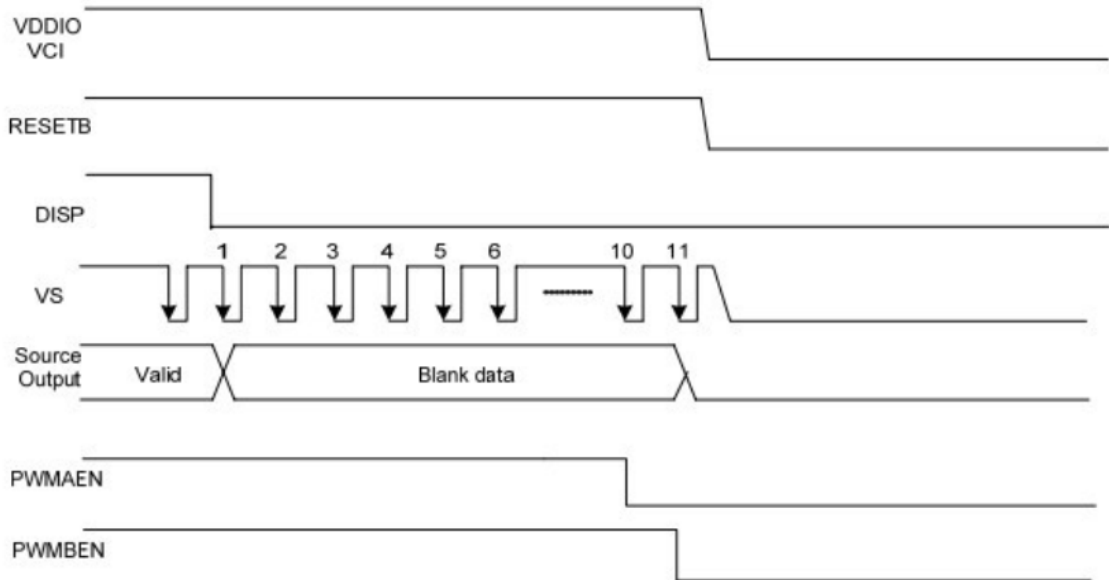 VDDIO
VCI
RESETB
DISP
1 2 3 4 5 6 10 11
VS
Source
Output
Valid Blank data
PWMAEN
PWMBEN